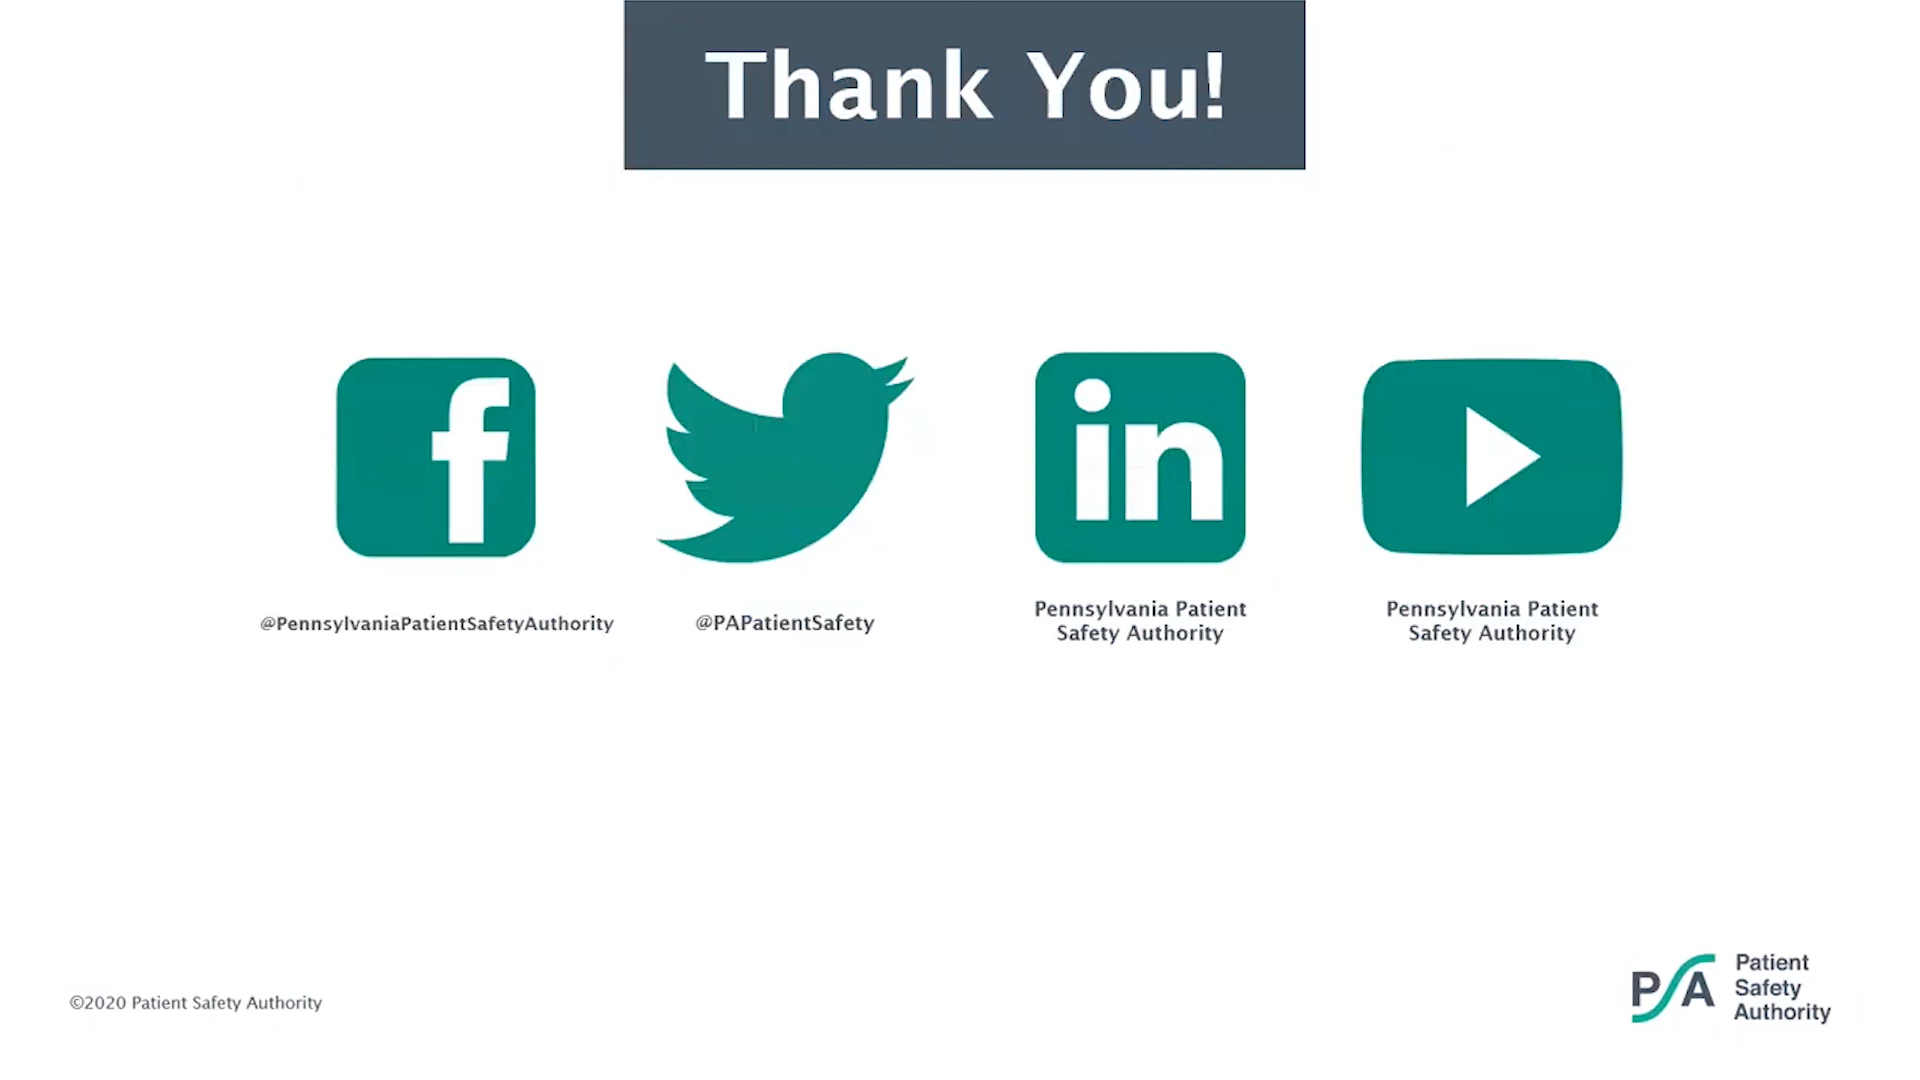 Thank You!
@PennsylvaniaPatientSafetyAuthority
@PAPatientSafety
Pennsylvania Patient
Safety Authority
Pennsylvania Patient
Safety Authority
©2020 Patient Safety Authority
PSA
Patient
Safety
Authority